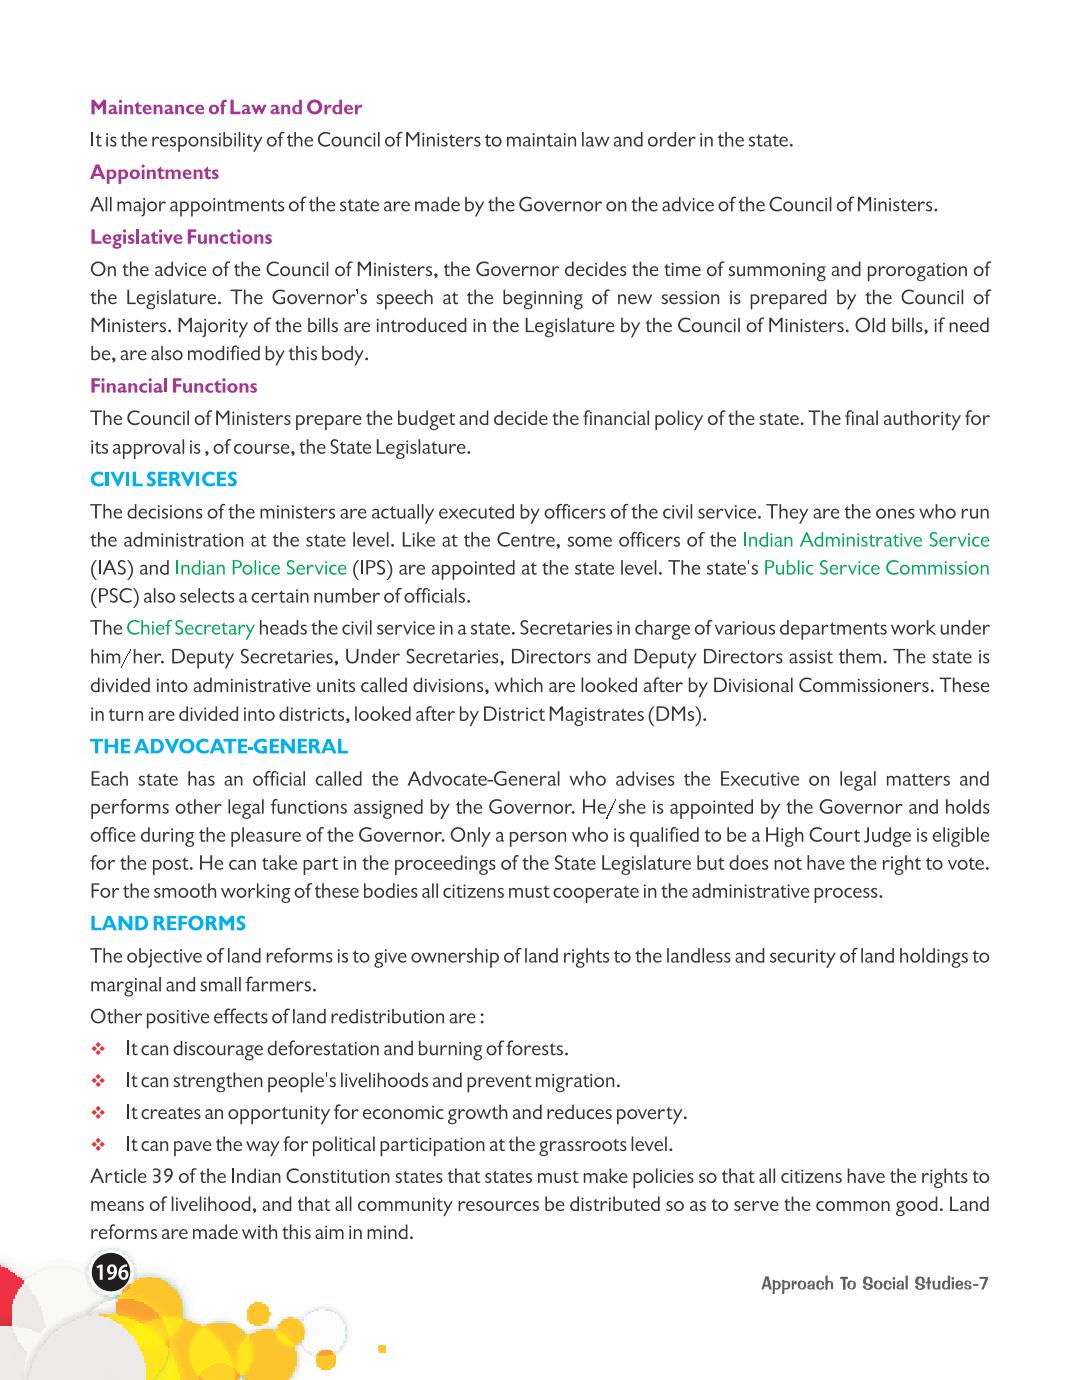 Maintenance of Law and Order
It is the responsibility of the Council of Ministers to maintain law and order in the state.
Appointments
All major appointments of the state are made by the Governor on the advice of the Council of Ministers.
Legislative Functions
On the advice of the Council of Ministers, the Governor decides the time of summoning and prorogation of
the Legislature. The Governor's speech at the beginning of new session is prepared by the Council of
Ministers. Majority of the bills are introduced in the Legislature by the Council of Ministers. Old bills, if need
be, are also modified by this body.
Financial Functions
The Council of Ministers prepare the budget and decide the financial policy of the state. The final authority for
its approval is , of course, the State Legislature.
CIVIL SERVICES
The decisions of the ministers are actually executed by officers of the civil service. They are the ones who run
the administration at the state level. Like at the Centre, some officers of the Indian Administrative Service
(IAS) and Indian Police Service (IPS) are appointed at the state level. The state's Public Service Commission
(PSC) also selects a certain number of officials.
The Chief Secretary heads the civil service in a state. Secretaries in charge of various departments work under
him/her. Deputy Secretaries, Under Secretaries, Directors and Deputy Directors assist them. The state is
divided into administrative units called divisions, which are looked after by Divisional Commissioners. These
in turn are divided into districts, looked after by District Magistrates (DMs).
THE ADVOCATE-GENERAL
Each state has an official called the Advocate-General who advises the Executive on legal matters and
performs other legal functions assigned by the Governor. He/she is appointed by the Governor and holds
office during the pleasure of the Governor. Only a person who is qualified to be a High Court Judge is eligible
for the post. He can take part in the proceedings of the State Legislature but does not have the right to vote.
For the smooth working of these bodies all citizens must cooperate in the administrative process.
LAND REFORMS
The objective of land reforms is to give ownership of land rights to the landless and security of land holdings to
marginal and small farmers.
Other positive effects of land redistribution are :
❖ It can discourage deforestation and burning of forests.
❖ It can strengthen people's livelihoods and prevent migration.
❖ It creates an opportunity for economic growth and reduces poverty.
❖ It can pave the way for political participation at the grassroots level.
Article 39 of the Indian Constitution states that states must make policies so that all citizens have the rights to
means of livelihood, and that all community resources be distributed so as to serve the common good. Land
reforms are made with this aim in mind.
196
Approach To Social Studies-7